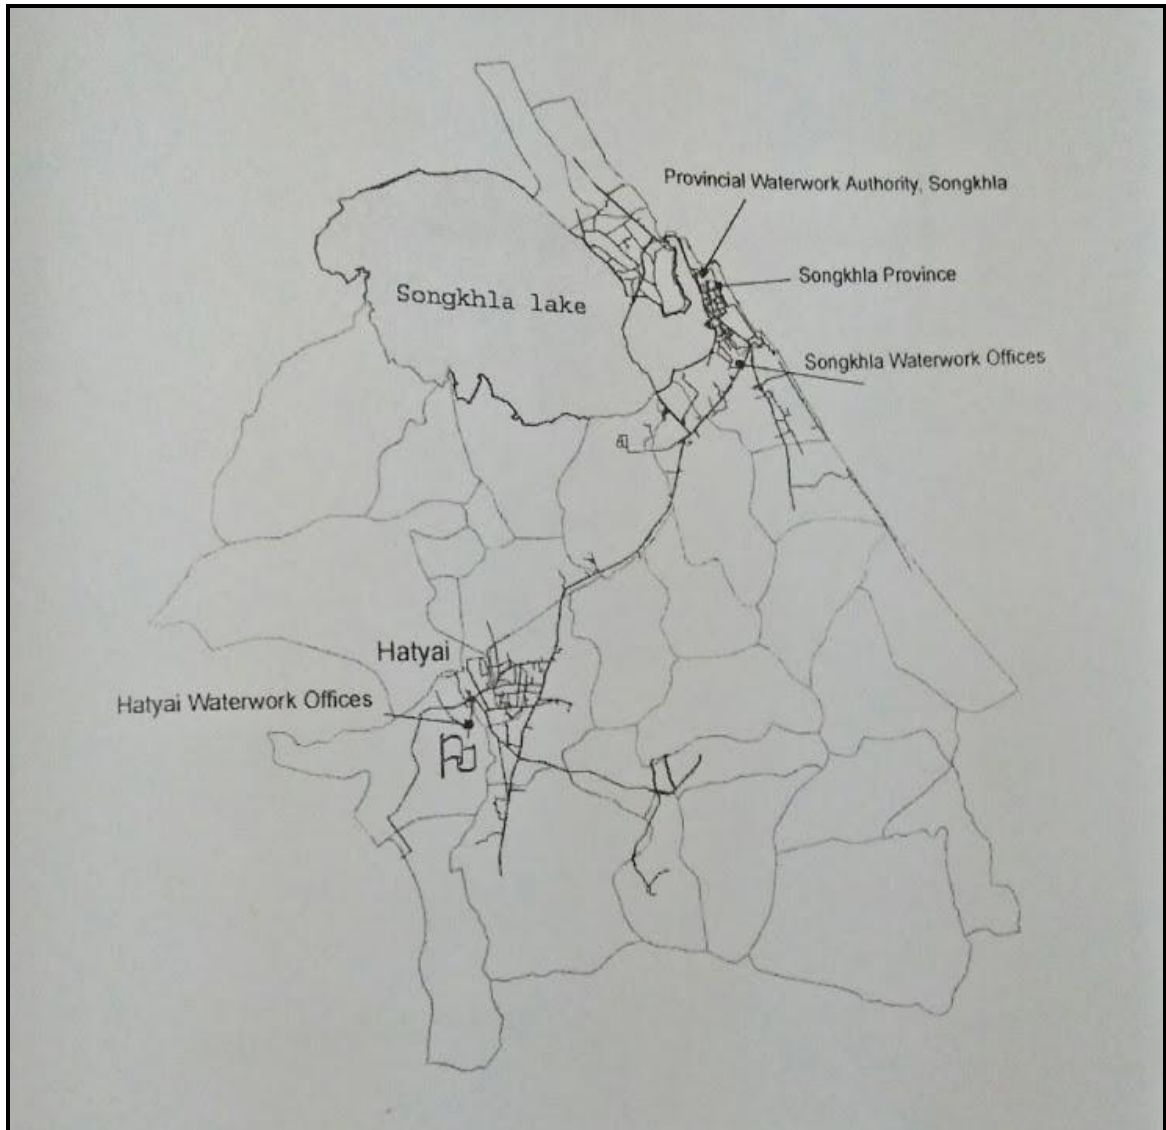 Provincial Waterwork Authority, Songkhla
Songkhla Province
Songkhla lake
Songkhla Waterwork Offices
Hatyai
Hatyai Waterwork Offices